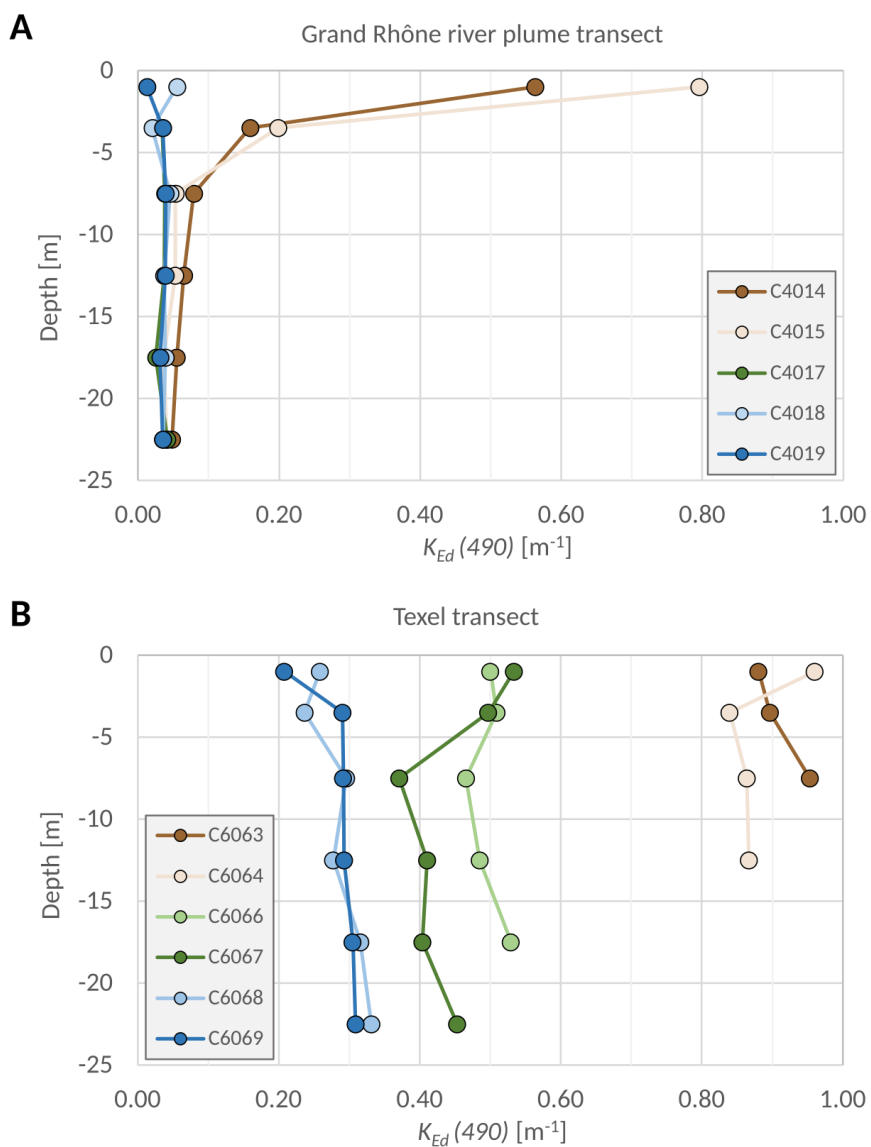 A
Grand Rhône river plume transect
0
-5
-10
-15
-20
-25
Depth [m]
C4014
C4015
C4017
C4018
C4019
0.00 0.20 0.40 0.60 0.80 1.00
K_Ed (490) [m⁻¹]
B
Texel transect
0
-5
-10
-15
-20
-25
Depth [m]
C6063
C6064
C6066
C6067
C6068
C6069
0.00 0.20 0.40 0.60 0.80 1.00
K_Ed (490) [m⁻¹]